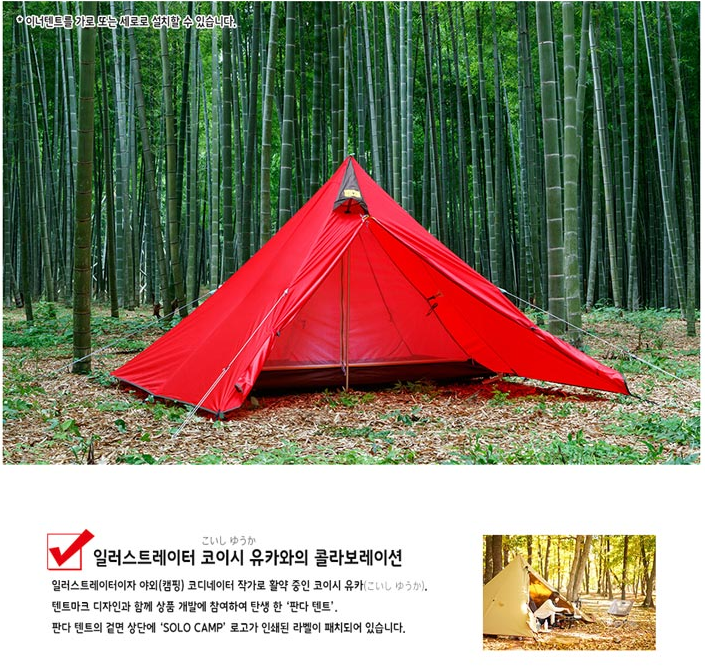 * 이너텐트를 가로 또는 세로로 설치할 수 있습니다.
こいし ゆうか
일러스트레이터 코이시 유카와의 콜라보레이션
일러스트레이터이자 야외(캠핑) 코디네이터 작가로 활약 중인 코이시 유카(こいし ゆうか).
텐트마크 디자인과 함께 상품 개발에 참여하여 탄생 한 ‘판다 텐트’.
판다 텐트의 겉면 상단에 ‘SOLO CAMP’ 로고가 인쇄된 라벨이 패치되어 있습니다.